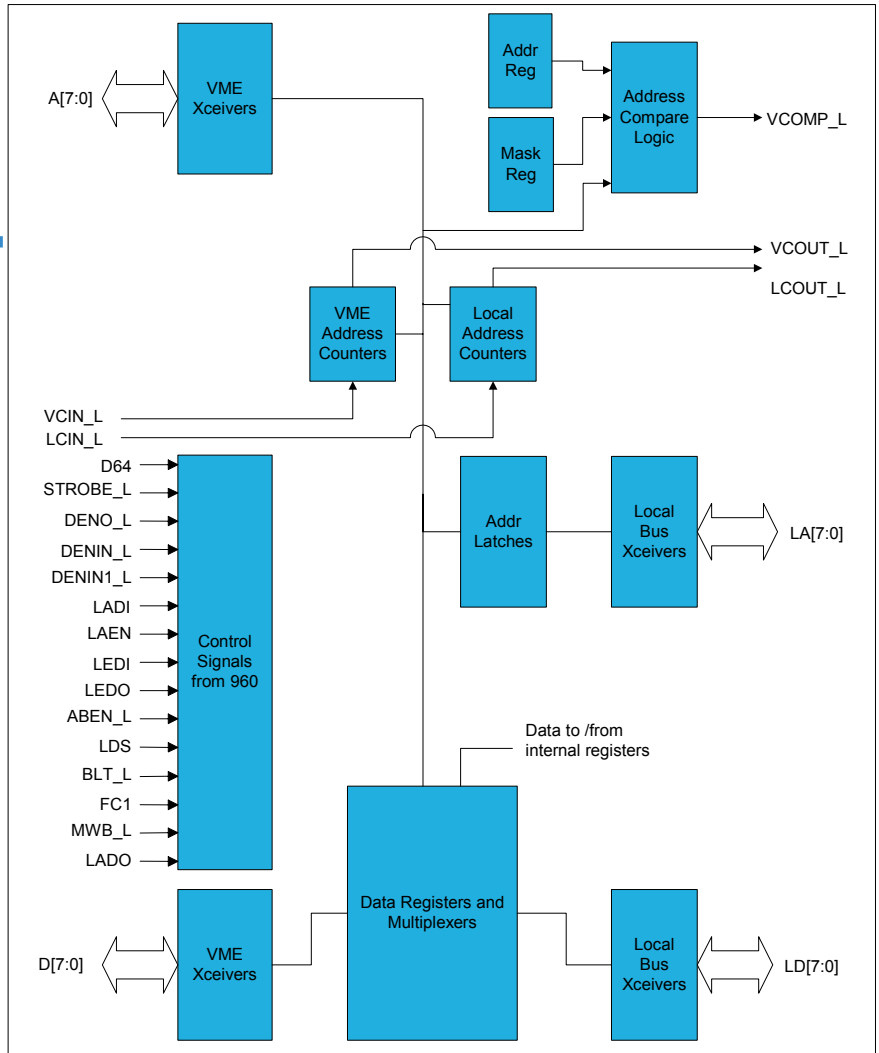 A[7:0]
VME
Xceivers
Addr
Reg
Mask
Reg
Address
Compare
Logic
VCOMP_L
VCOUT_L
LCOUT_L
VME
Address
Counters
Local
Address
Counters
VCIN_L
LCIN_L
D64
STROBE_L
DENO_L
DENIN_L
DENIN1_L
LADI
LAEN
LEDI
LEDO
ABEN_L
LDS
BLT_L
FC1
MWB_L
LADO
Control
Signals
from 960
Addr
Latches
Local
Bus
Xceivers
LA[7:0]
Data to /from
internal registers
Data Registers and
Multiplexers
D[7:0]
VME
Xceivers
Local
Bus
Xceivers
LD[7:0]